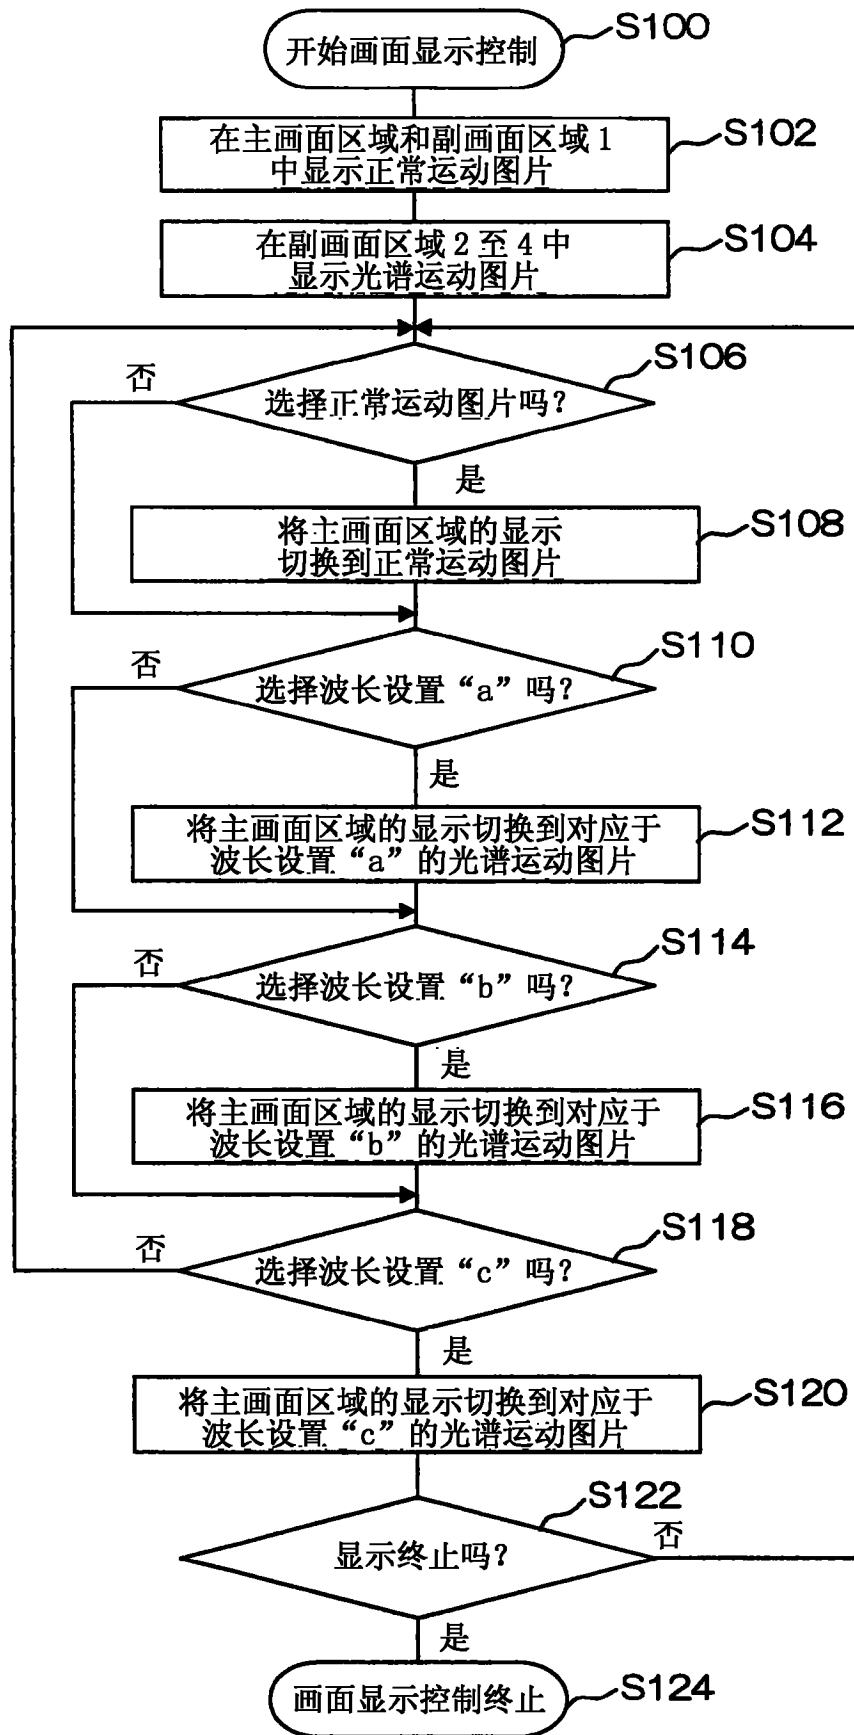 开始画面显示控制
S100
在主画面区域和副画面区域1
中显示正常运动图片
S102
在副画面区域2至4中
显示光谱运动图片
S104
S106
否
选择正常运动图片吗？
是
将主画面区域的显示
切换到正常运动图片
S108
S110
否
选择波长设置“a”吗？
是
将主画面区域的显示切换到对应于
波长设置“a”的光谱运动图片
S112
S114
否
选择波长设置“b”吗？
是
将主画面区域的显示切换到对应于
波长设置“b”的光谱运动图片
S116
S118
否
选择波长设置“c”吗？
是
将主画面区域的显示切换到对应于
波长设置“c”的光谱运动图片
S120
S122
否
显示终止吗？
是
画面显示控制终止
S124